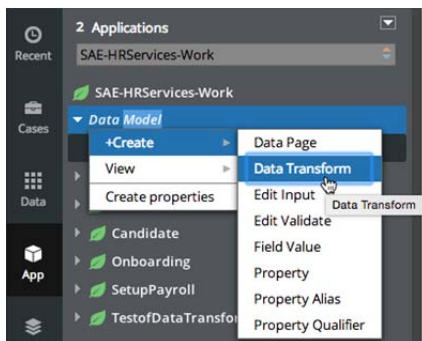 2 Applications
Recent
SAE-HRServices-Work
SAE-HRServices-Work
Cases
Data Model
+Create
Data Page
View
Data Transform
Create properties
Edit Input
Data Transform
Data
Edit Validate
Candidate
Field Value
Onboarding
Property
App
SetupPayroll
Property Alias
TestofDataTransfo
Property Qualifier